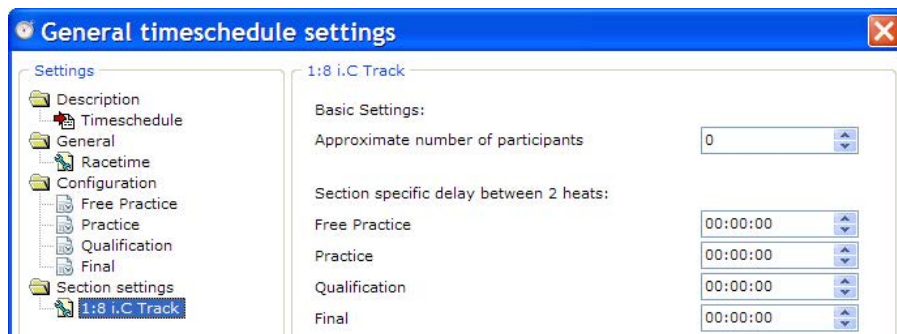 General timeschedule settings
Settings
Description
Timeschedule
General
Racetime
Configuration
Free Practice
Practice
Qualification
Final
Section settings
1:8 i.C Track
1:8 i.C Track
Basic Settings:
Approximate number of participants 0
Section specific delay between 2 heats:
Free Practice 00:00:00
Practice 00:00:00
Qualification 00:00:00
Final 00:00:00